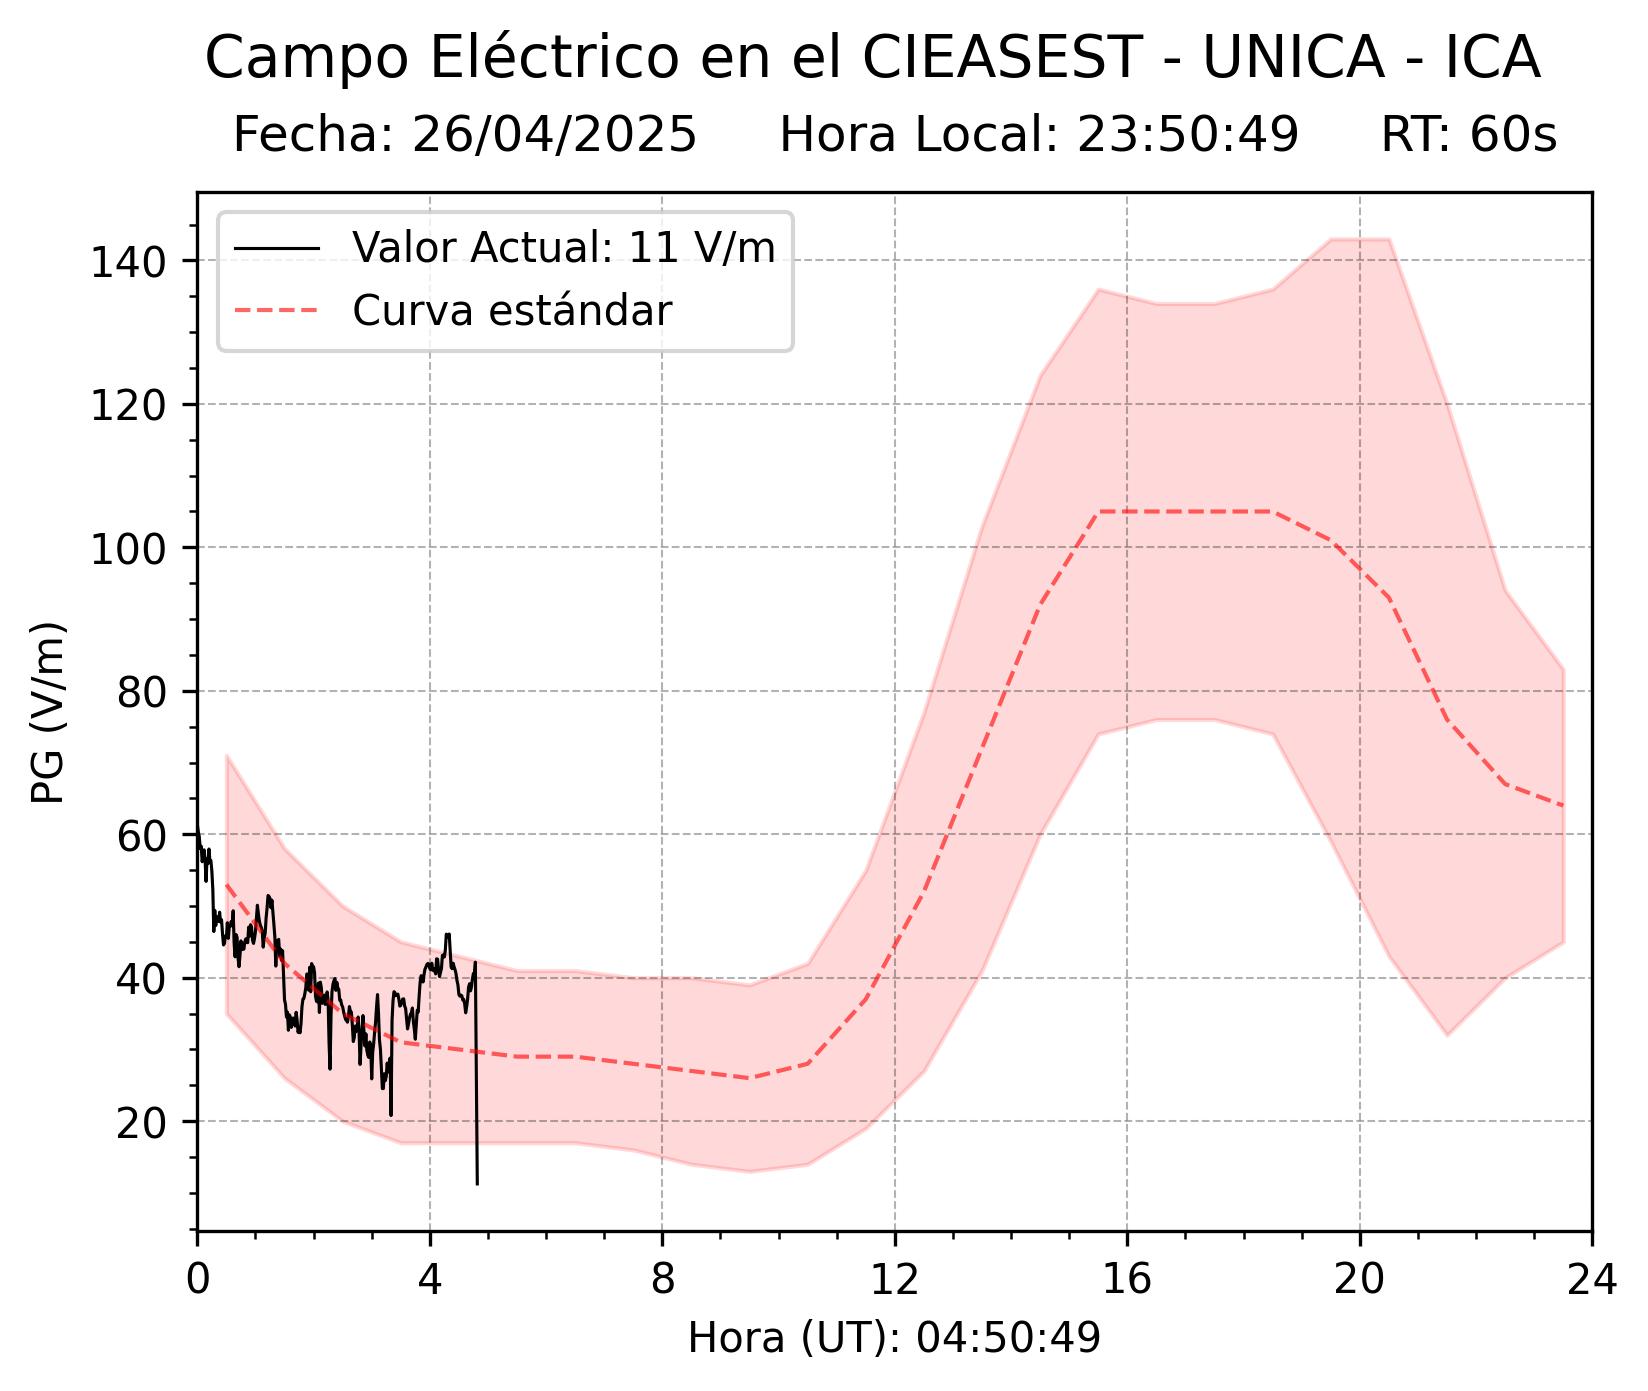 Campo Eléctrico en el CIEASEST - UNICA - ICA
Fecha: 26/04/2025 Hora Local: 23:50:49 RT: 60s
Valor Actual: 11 V/m
Curva estándar
140
120
100
80
60
40
20
PG (V/m)
0 4 8 12 16 20 24
Hora (UT): 04:50:49